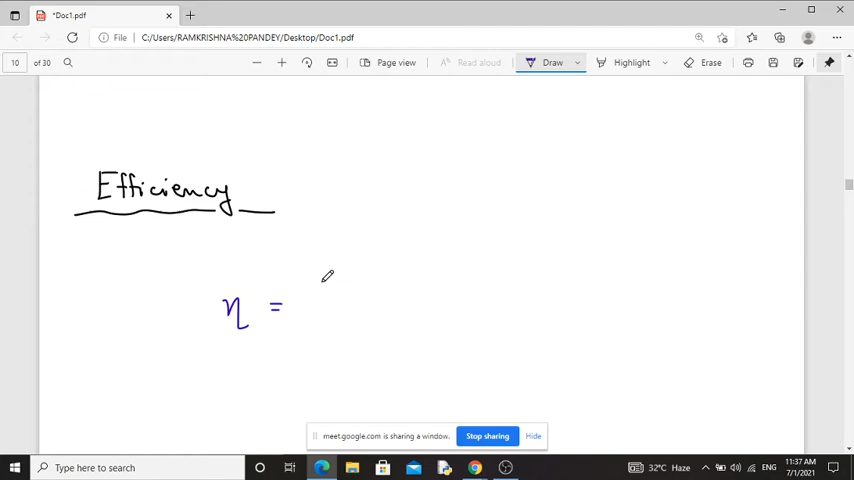 *Doc1.pdf
File C:/Users/RAMKRISHNA%20PANDEY/Desktop/Doc1.pdf
10 of 30 Page view Read aloud Draw Highlight Erase
Efficiency
η =
meet.google.com is sharing a window. Stop sharing Hide
Type here to search 32°C Haze ENG 11:37 AM
7/1/2021